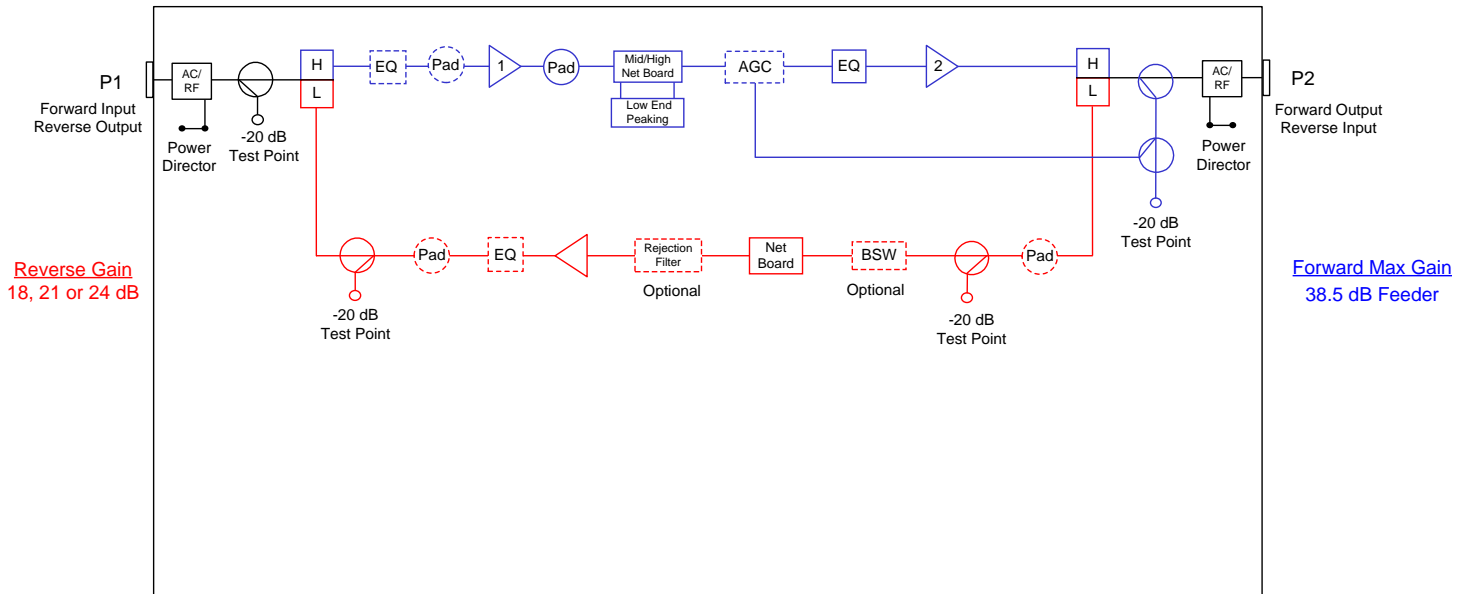 P1
Forward Input
Reverse Output
AC/
RF
Power
Director
-20 dB
Test Point
H
L
EQ
Pad
1
Pad
Mid/High
Net Board
Low End
Peaking
AGC
EQ
2
H
L
AC/
RF
Power
Director
P2
Forward Output
Reverse Input
-20 dB
Test Point
Reverse Gain
18, 21 or 24 dB
-20 dB
Test Point
Pad
EQ
Rejection
Filter
Optional
Net
Board
BSW
Optional
-20 dB
Test Point
Pad
Forward Max Gain
38.5 dB Feeder